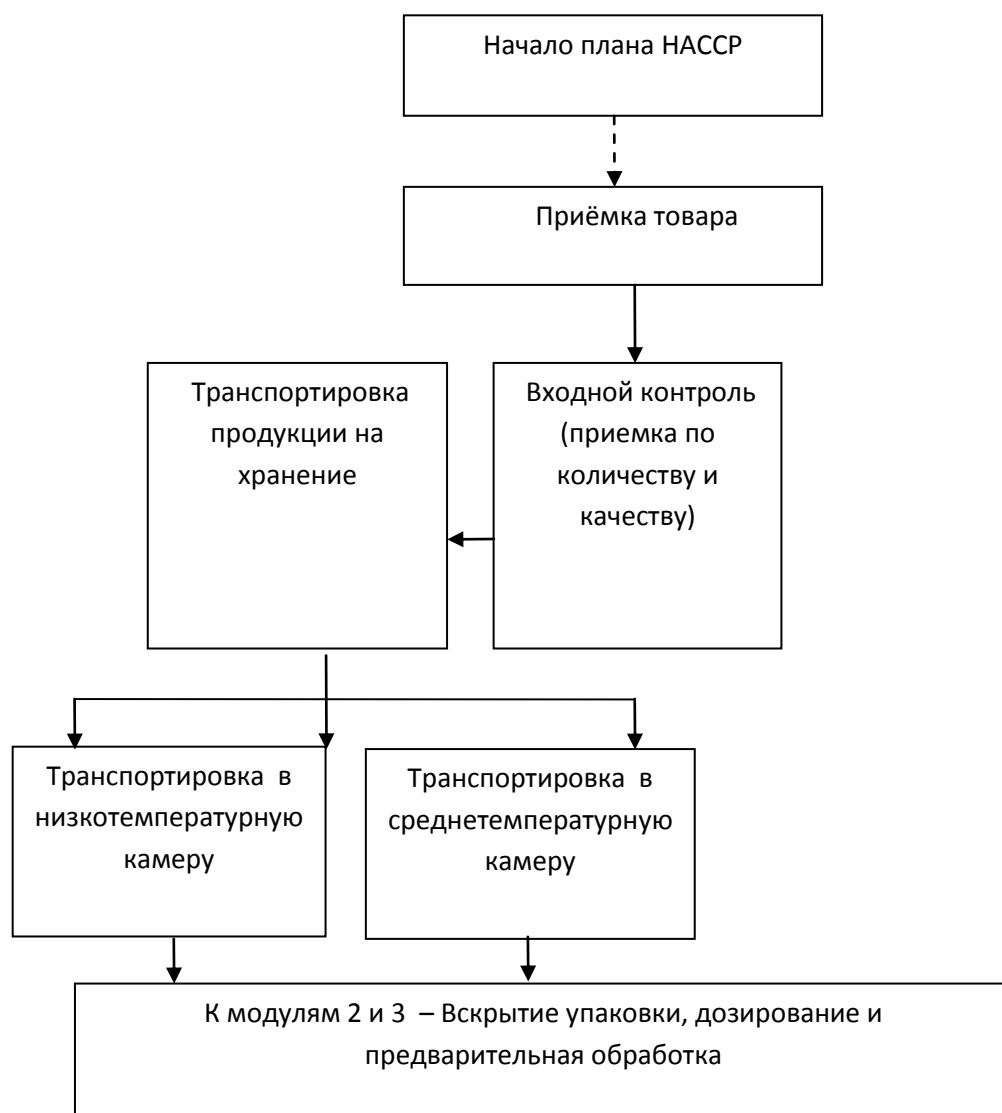 Начало плана НАССР
Приёмка товара
Транспортировка
продукции на
хранение
Входной контроль
(приемка по
количеству и
качеству)
Транспортировка в
низкотемпературную
камеру
Транспортировка в
среднетемпературную
камеру
К модулям 2 и 3 – Вскрытие упаковки, дозирование и
предварительная обработка